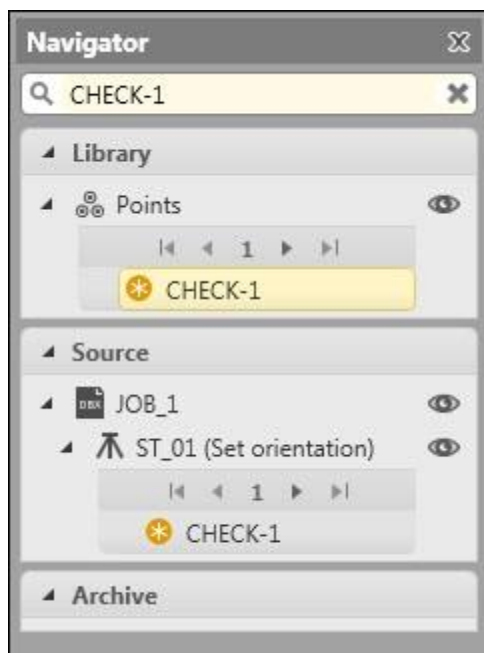 Navigator
CHECK-1
Library
Points
1
CHECK-1
Source
DBX JOB_1
ST_01 (Set orientation)
1
CHECK-1
Archive